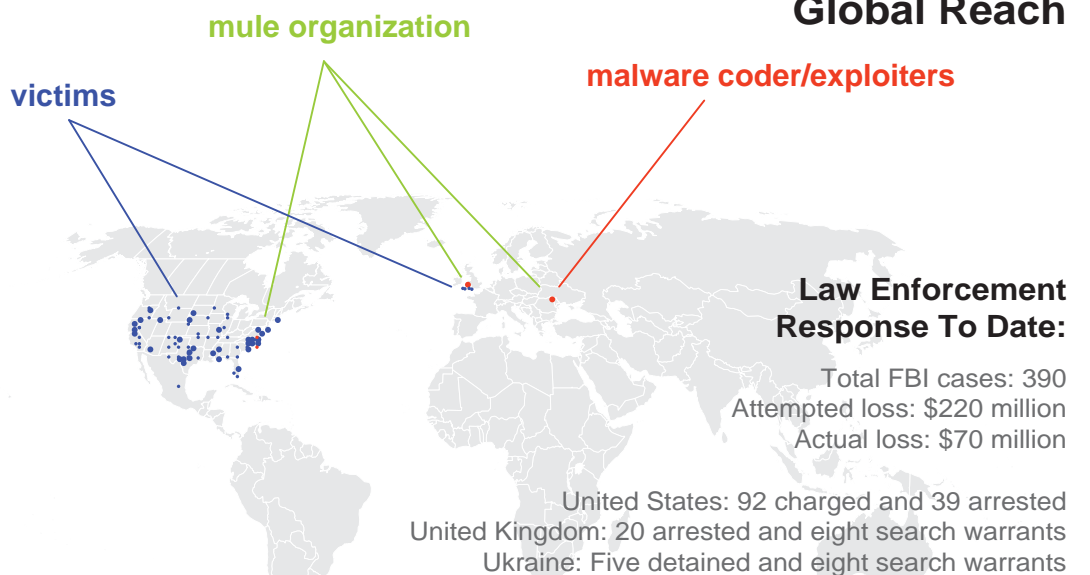 Global Reach
mule organization
malware coder/exploiters
victims
Law Enforcement
Response To Date:
Total FBI cases: 390
Attempted loss: $220 million
Actual loss: $70 million
United States: 92 charged and 39 arrested
United Kingdom: 20 arrested and eight search warrants
Ukraine: Five detained and eight search warrants